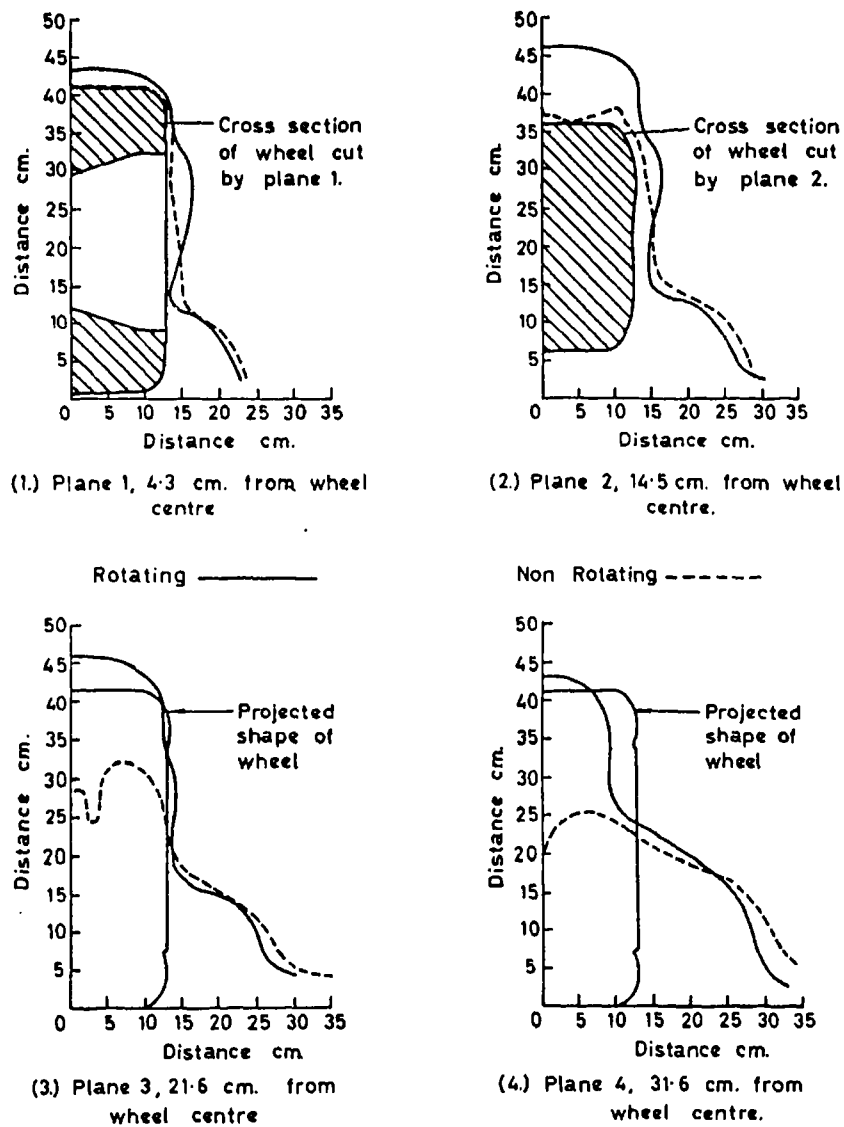 50
45
40
35
30
25
20
15
10
5
Distance cm.
Cross section
of wheel cut
by plane 1.
0 5 10 15 20 25 30 35
Distance cm.
(1.) Plane 1, 4·3 cm. from wheel
centre
50
45
40
35
30
25
20
15
10
5
Distance cm.
Cross section
of wheel cut
by plane 2.
0 5 10 15 20 25 30 35
Distance cm.
(2.) Plane 2, 14·5 cm. from wheel
centre.
Rotating
Non Rotating
50
45
40
35
30
25
20
15
10
5
Distance cm.
Projected
shape of
wheel
0 5 10 15 20 25 30 35
Distance cm.
(3.) Plane 3, 21·6 cm. from
wheel centre
50
45
40
35
30
25
20
15
10
5
Distance cm.
Projected
shape of
wheel
0 5 10 15 20 25 30 35
Distance cm.
(4.) Plane 4, 31·6 cm. from
wheel centre.